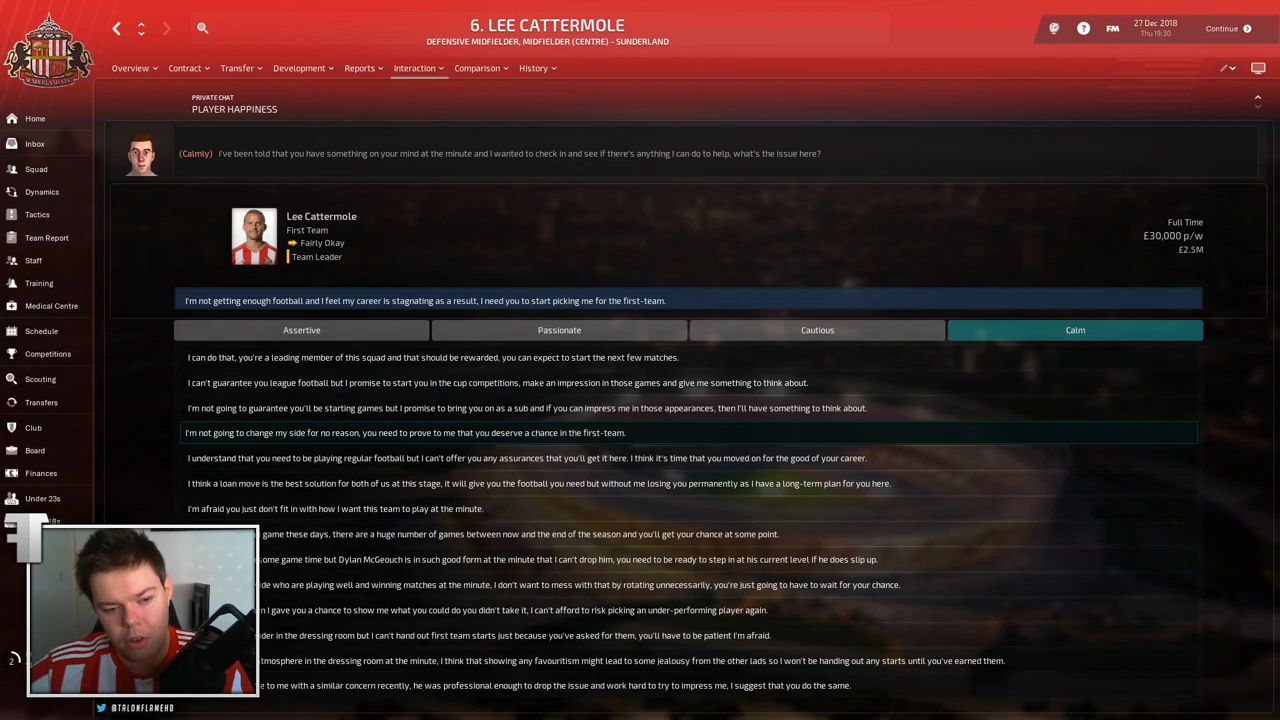 6. LEE CATTERMOLE
DEFENSIVE MIDFIELDER, MIDFIELDER (CENTRE) - SUNDERLAND
FM
27 Dec 2018
Thu 19:30
Continue
Overview
Contract
Transfer
Development
Reports
Interaction
Comparison
History
PRIVATE CHAT
PLAYER HAPPINESS
Home
Inbox
Squad
Dynamics
Tactics
Team Report
Staff
Training
Medical Centre
Schedule
Competitions
Scouting
Transfers
Club
Board
Finances
Under 23s
18s
(Calmly) I've been told that you have something on your mind at the minute and I wanted to check in and see if there's anything I can do to help, what's the issue here?
Lee Cattermole
First Team
Fairly Okay
Team Leader
Full Time
£30,000 p/w
£2.5M
I'm not getting enough football and I feel my career is stagnating as a result, I need you to start picking me for the first-team.
Assertive
Passionate
Cautious
Calm
I can do that, you're a leading member of this squad and that should be rewarded, you can expect to start the next few matches.
I can't guarantee you league football but I promise to start you in the cup competitions, make an impression in those games and give me something to think about.
I'm not going to guarantee you'll be starting games but I promise to bring you on as a sub and if you can impress me in those appearances, then I'll have something to think about.
I'm not going to change my side for no reason, you need to prove to me that you deserve a chance in the first-team.
I understand that you need to be playing regular football but I can't offer you any assurances that you'll get it here. I think it's time that you moved on for the good of your career.
I think a loan move is the best solution for both of us at this stage, it will give you the football you need but without me losing you permanently as I have a long-term plan for you here.
I'm afraid you just don't fit in with how I want this team to play at the minute.
game these days, there are a huge number of games between now and the end of the season and you'll get your chance at some point.
some game time but Dylan McGeouch is in such good form at the minute that I can't drop him, you need to be ready to step in at his current level if he does slip up.
who are playing well and winning matches at the minute, I don't want to mess with that by rotating unnecessarily, you're just going to have to wait for your chance.
I gave you a chance to show me what you could do you didn't take it, I can't afford to risk picking an under-performing player again.
in the dressing room but I can't hand out first team starts just because you've asked for them, you'll have to be patient I'm afraid.
atmosphere in the dressing room at the minute, I think that showing any favouritism might lead to some jealousy from the other lads so I won't be handing out any starts until you've earned them.
to me with a similar concern recently, he was professional enough to drop the issue and work hard to try to impress me, I suggest that you do the same.
2
@TALONFLAMEHD